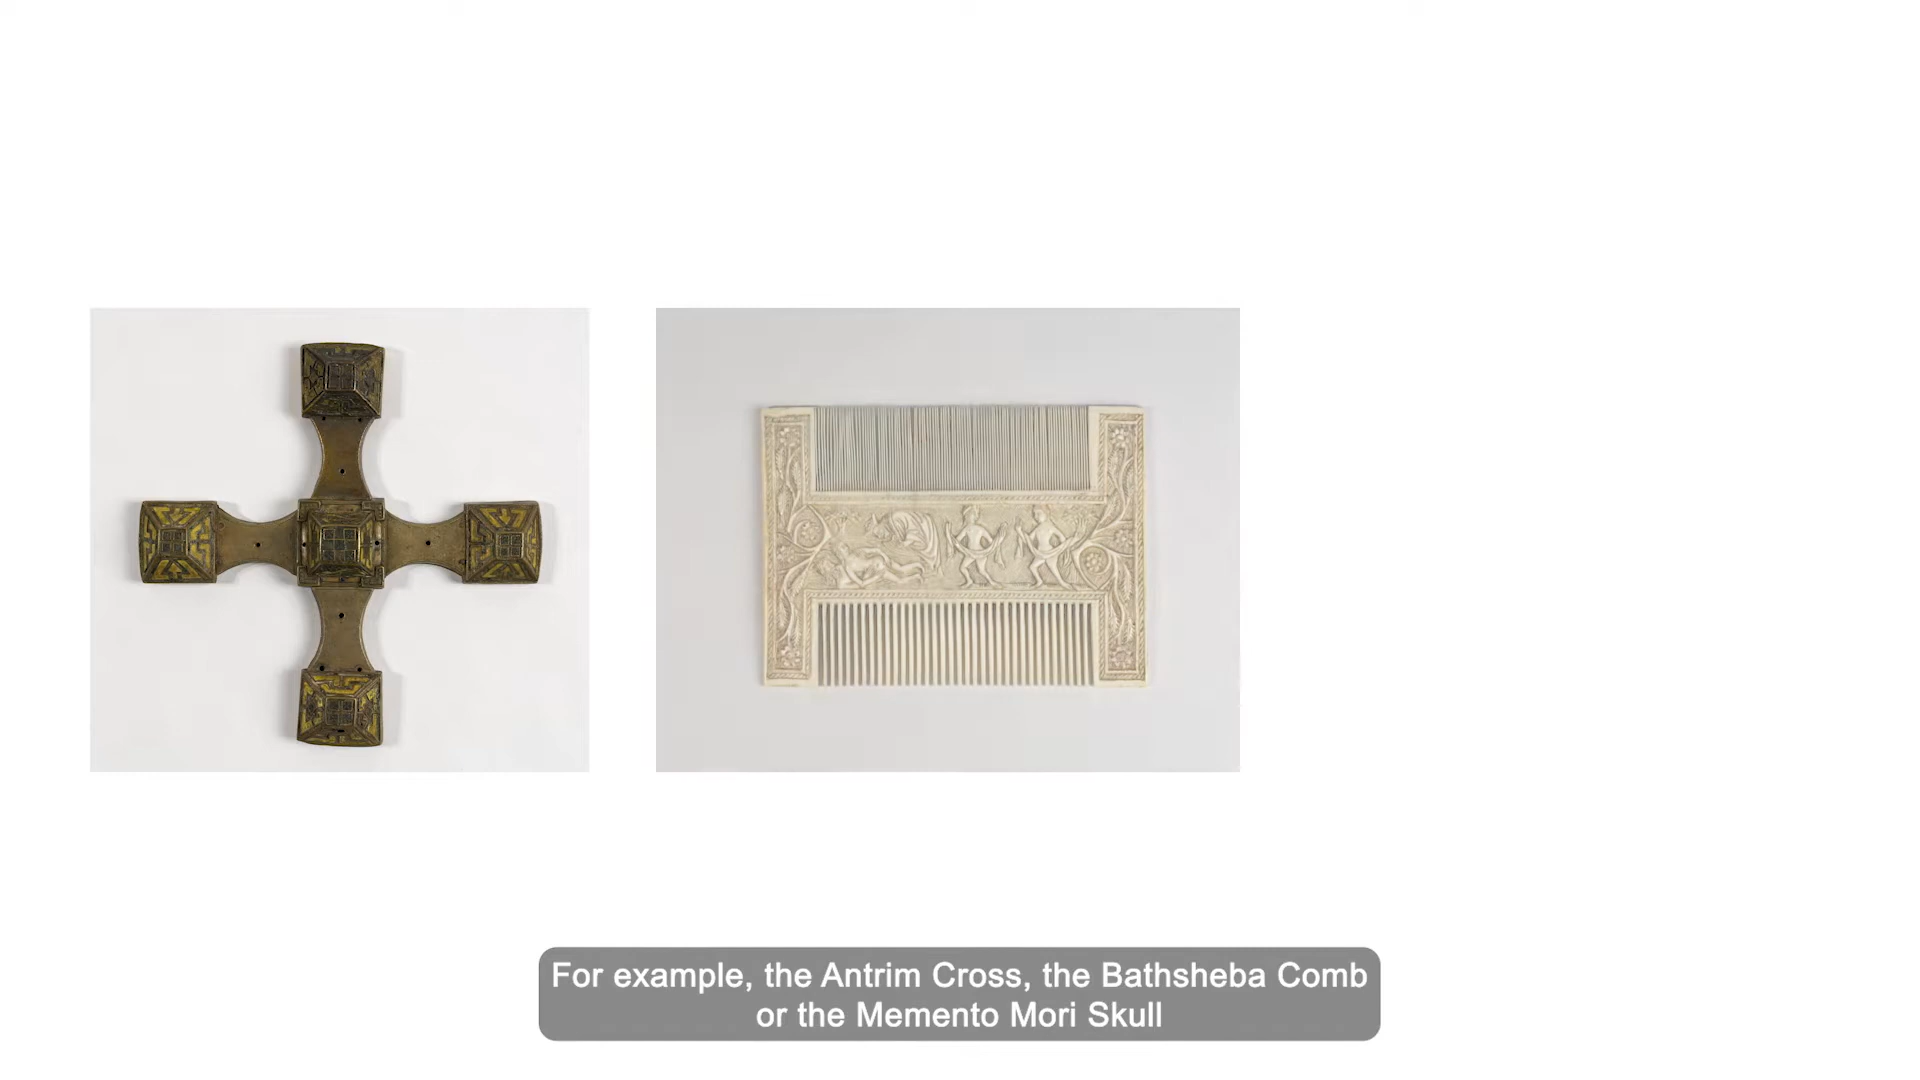 For example, the Antrim Cross, the Bathsheba Comb
or the Memento Mori Skull